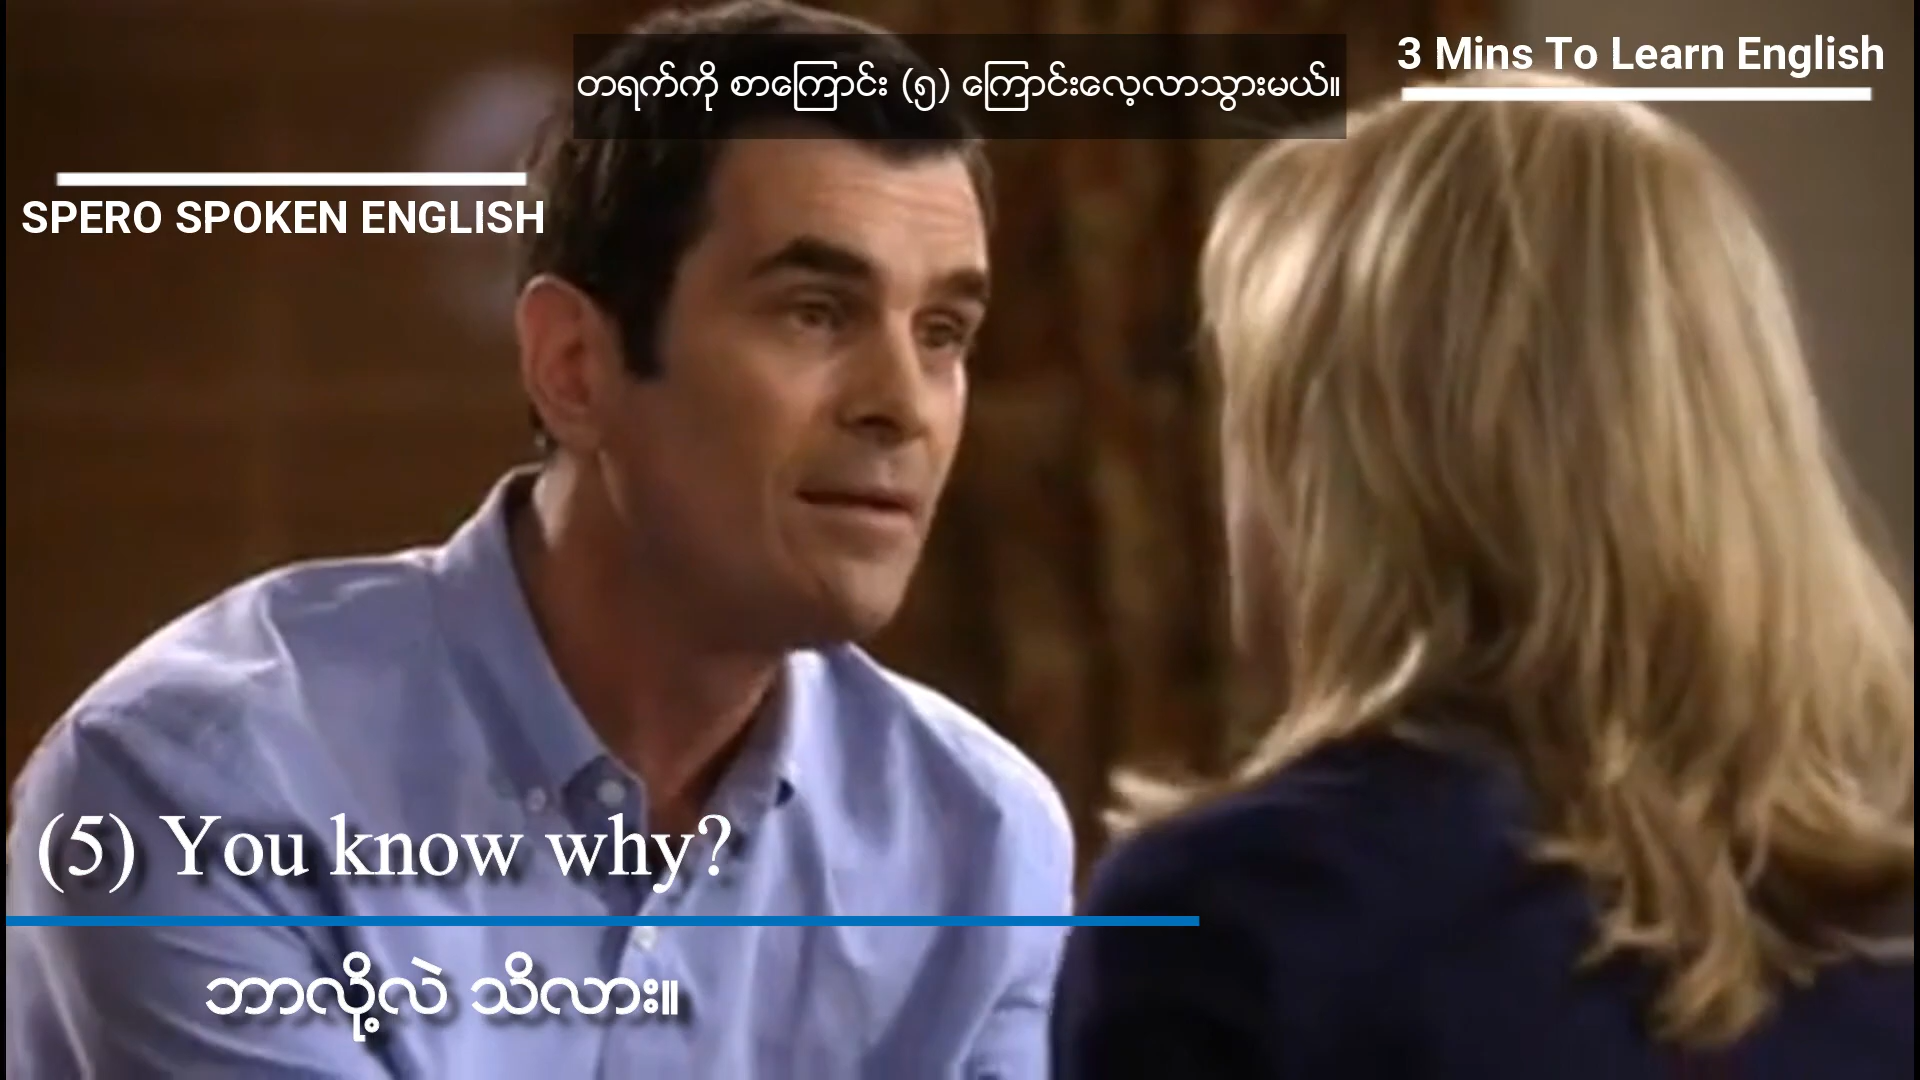 တရက်ကို စာကြောင်း (၅) ကြောင်းလေ့လာသွားမယ်။
3 Mins To Learn English
SPERO SPOKEN ENGLISH
(5) You know why?
ဘာလို့လဲ သိလား။